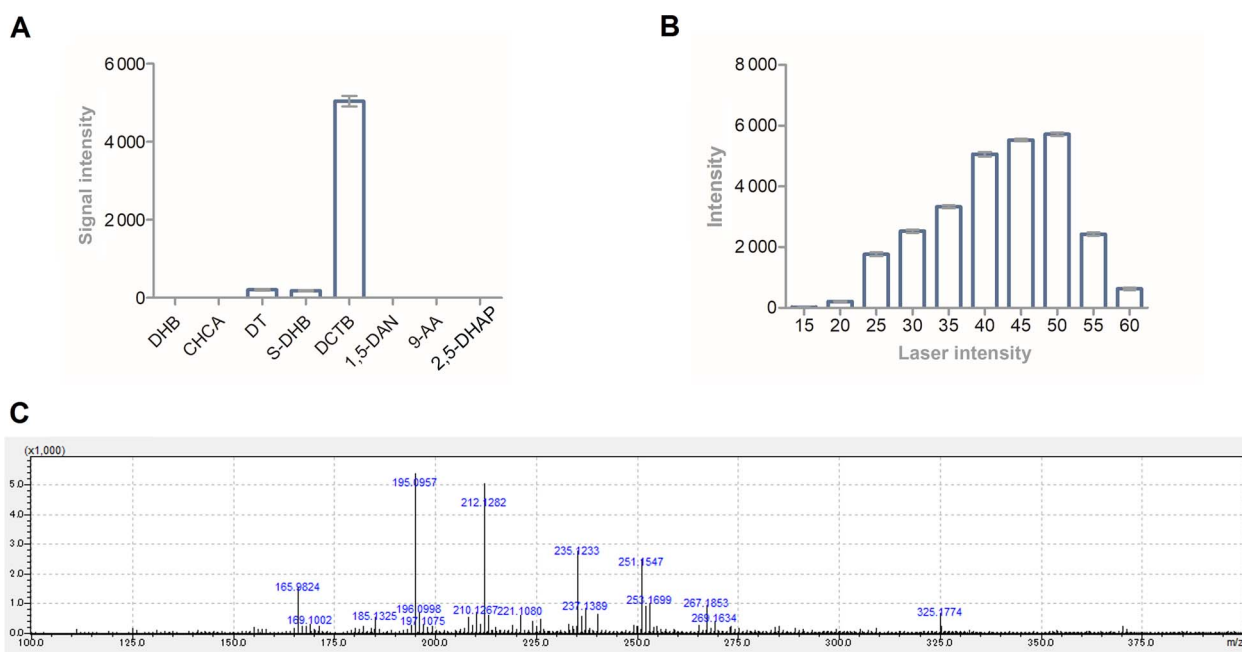 A
6 000
4 000
2 000
0
Signal intensity
DHB
CHCA
DT
S-DHB
DCTB
1,5-DAN
9-AA
2,5-DHAP
B
8 000
6 000
4 000
2 000
0
Intensity
15 20 25 30 35 40 45 50 55 60
Laser intensity
C
(x1,000)
5.0
4.0
3.0
2.0
1.0
0.0
195.0957
212.1282
235.1233
251.1547
165.9824
169.1002
185.1325
196.0998
197.1075
210.1267
221.1080
237.1389
253.1699
267.1853
269.1634
325.1774
100.0 125.0 150.0 175.0 200.0 225.0 250.0 275.0 300.0 325.0 350.0 375.0 m/z